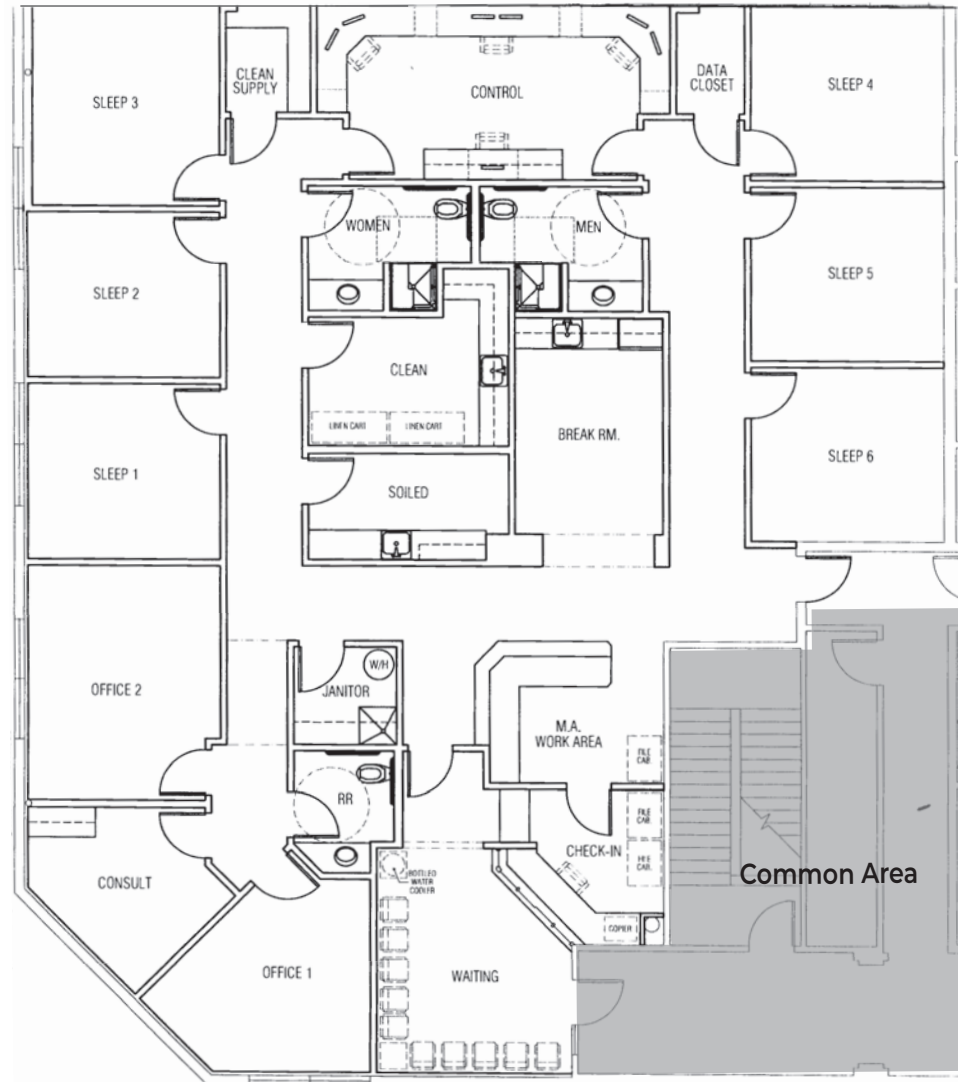 CLEAN
SUPPLY
DATA
CLOSET
SLEEP 3
CONTROL
SLEEP 4
WOMEN
MEN
SLEEP 2
SLEEP 5
CLEAN
LINEN CART
LINEN CART
BREAK RM.
SLEEP 1
SOILED
SLEEP 6
W/H
JANITOR
OFFICE 2
M.A.
WORK AREA
FILE
CAB.
RR
FILE
CAB.
CHECK-IN
FILE
CAB.
CONSULT
BOTTLED
WATER
COOLER
Common Area
COPIER
OFFICE 1
WAITING